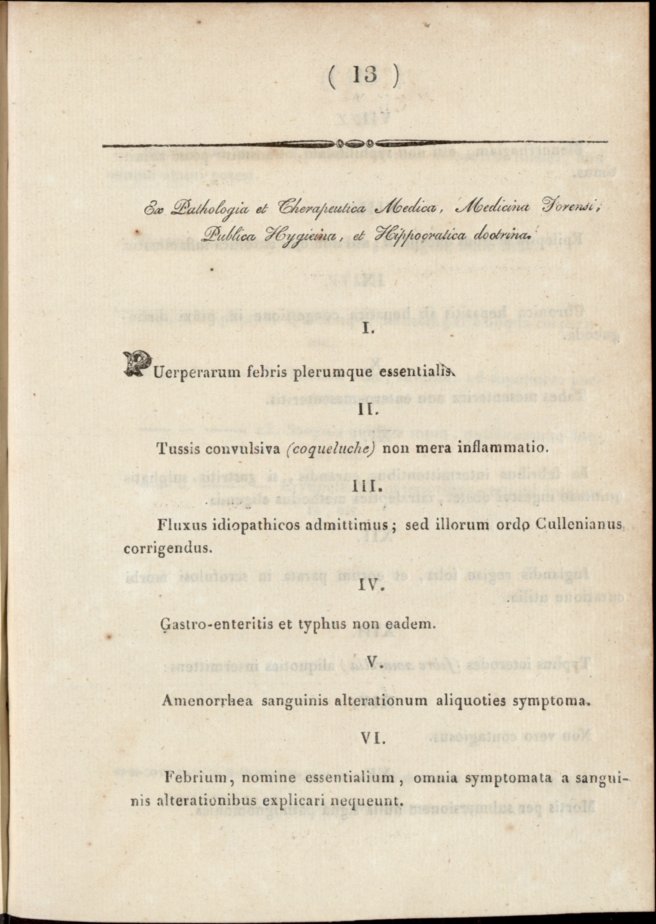 ( 13 )
Ex Pathologia et Therapeutica Medica, Medicina Forensi,
Publica Hygieina, et Hippocratica doctrina.
I.
PUerperarum febris plerumque essentialis.
II.
Tussis convulsiva (coqueluche) non mera inflammatio.
III.
Fluxus idiopathicos admittimus; sed illorum ordo Cullenianus
corrigendus.
IV.
Gastro-enteritis et typhus non eadem.
V.
Amenorrhea sanguinis alterationum aliquoties symptoma.
VI.
Febrium, nomine essentialium, omnia symptomata a sangui-
nis alterationibus explicari nequeunt.